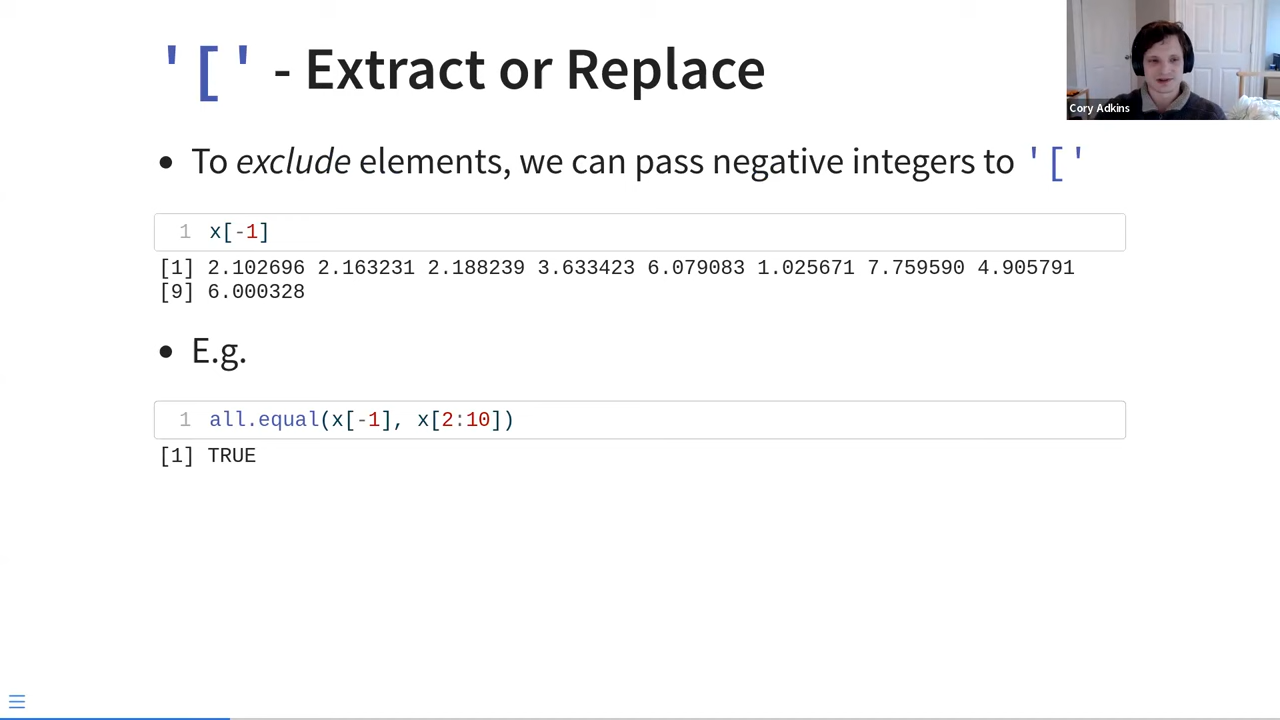 '[' - Extract or Replace
Cory Adkins
• To exclude elements, we can pass negative integers to '['
1 x[-1]
[1] 2.102696 2.163231 2.188239 3.633423 6.079083 1.025671 7.759590 4.905791
[9] 6.000328
• E.g.
1 all.equal(x[-1], x[2:10])
[1] TRUE